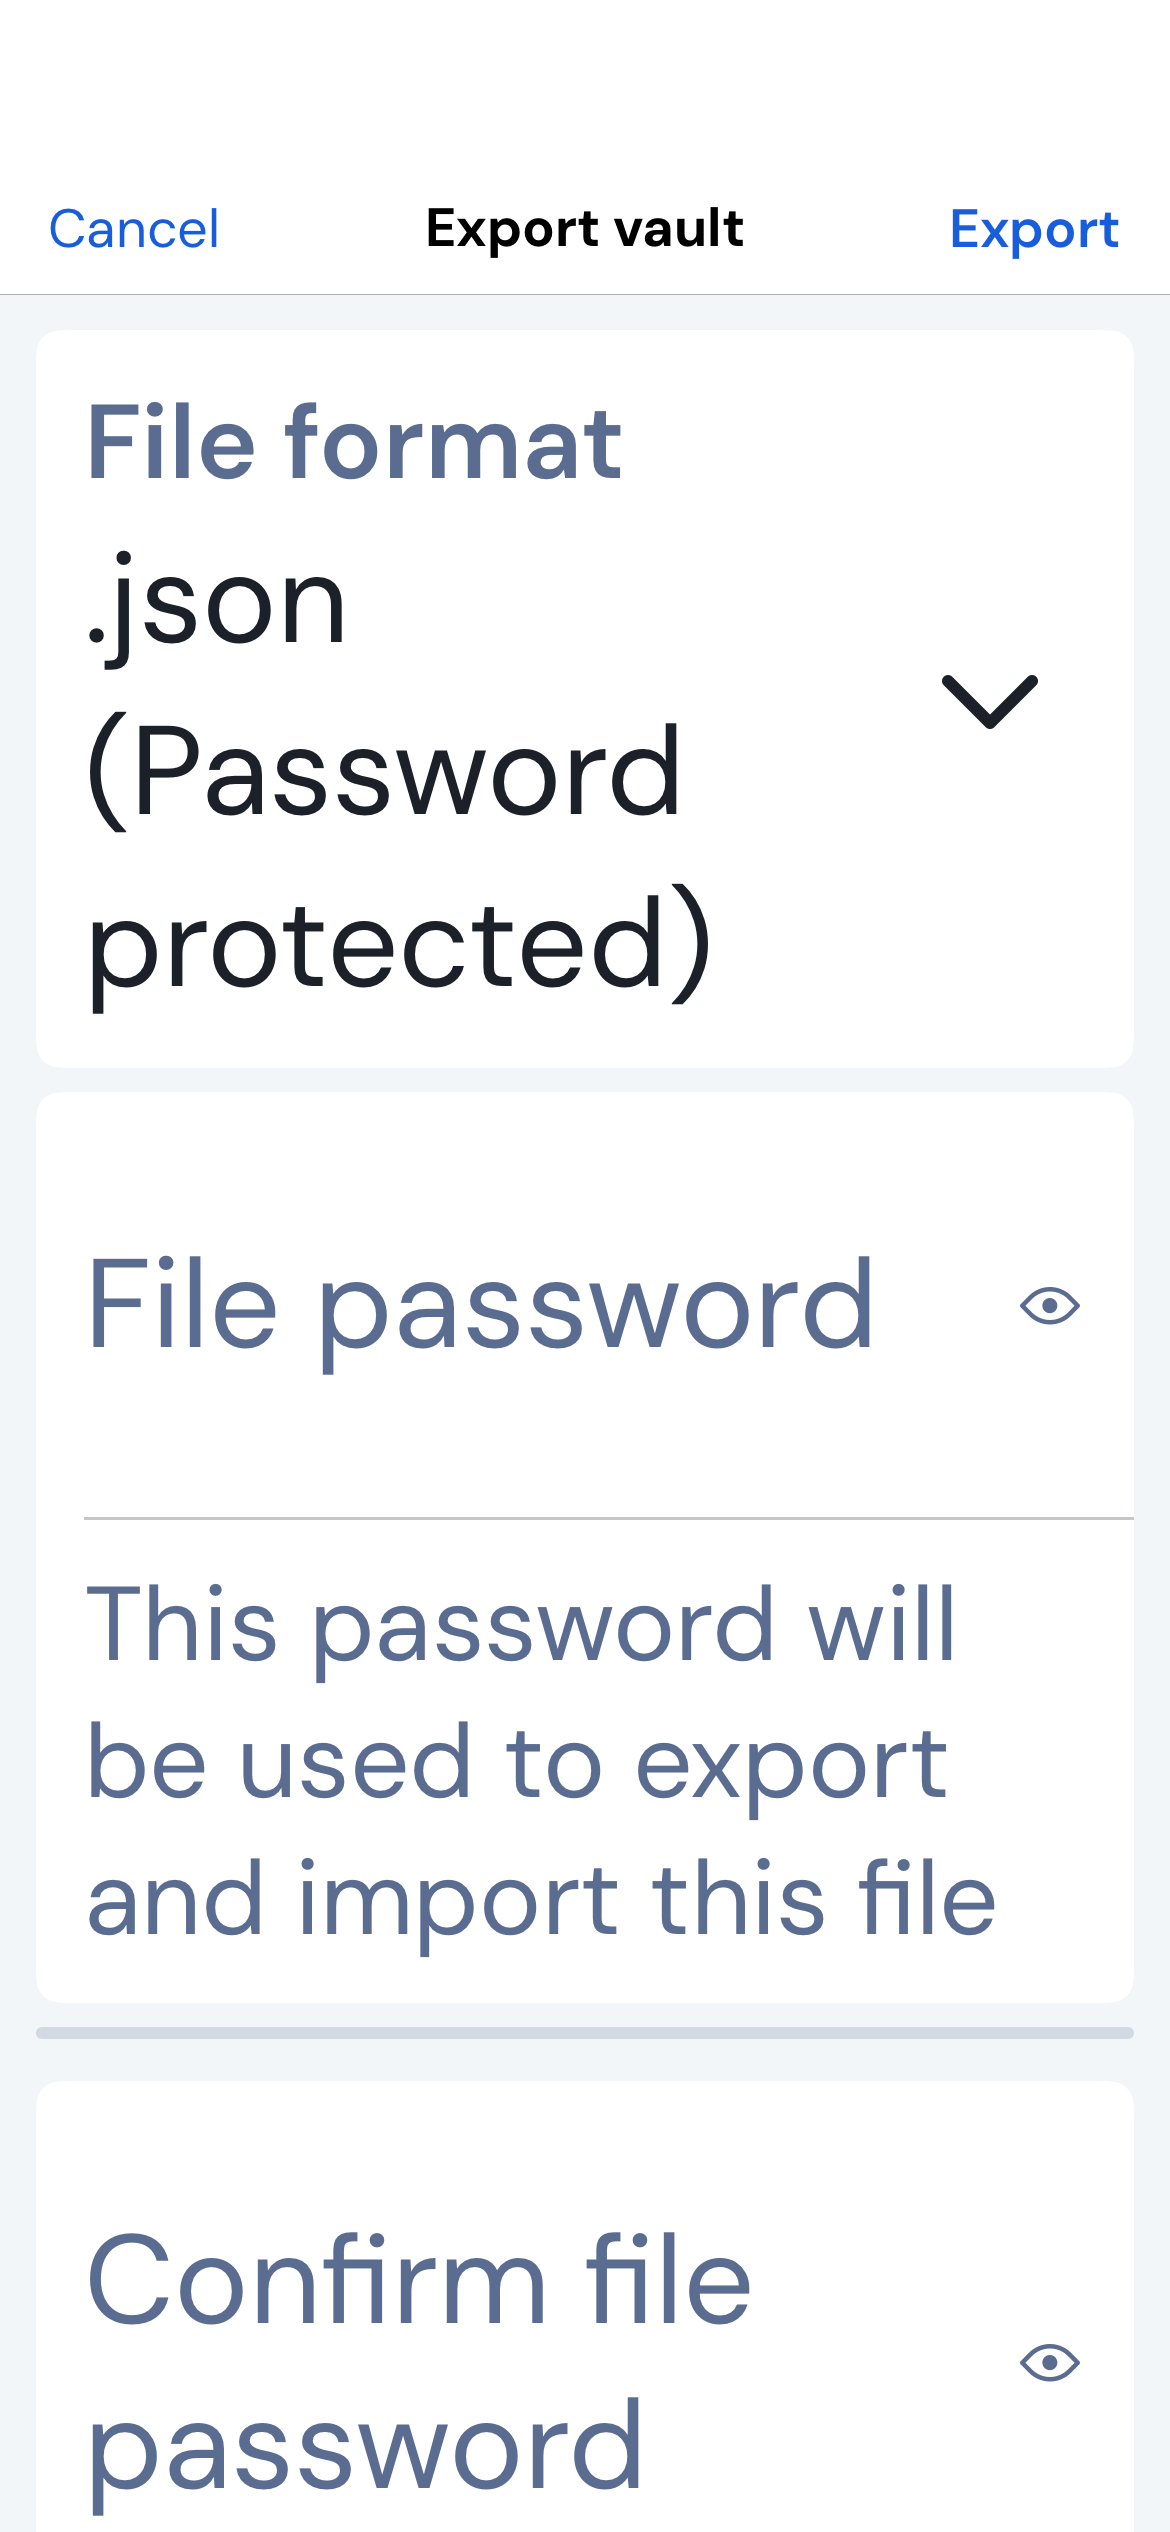 Cancel
Export vault
Export
File format
.json
(Password
protected)
File password
This password will
be used to export
and import this file
Confirm file
password